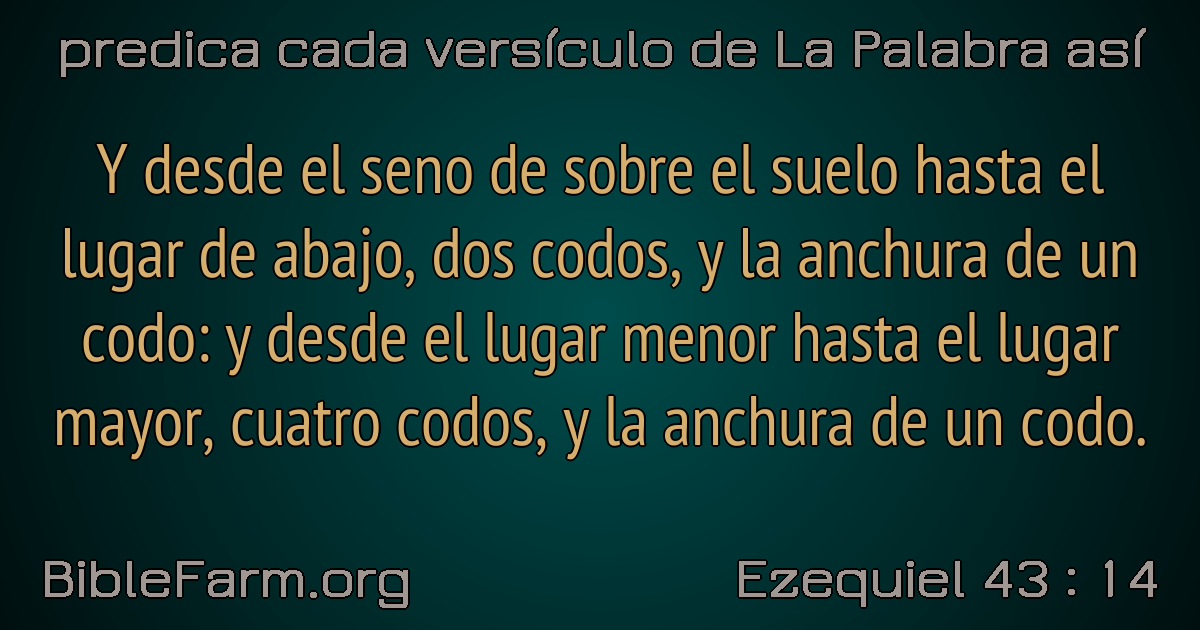 predica cada versículo de La Palabra así
Y desde el seno de sobre el suelo hasta el
lugar de abajo, dos codos, y la anchura de un
codo: y desde el lugar menor hasta el lugar
mayor, cuatro codos, y la anchura de un codo.
BibleFarm.org
Ezequiel 43 : 14